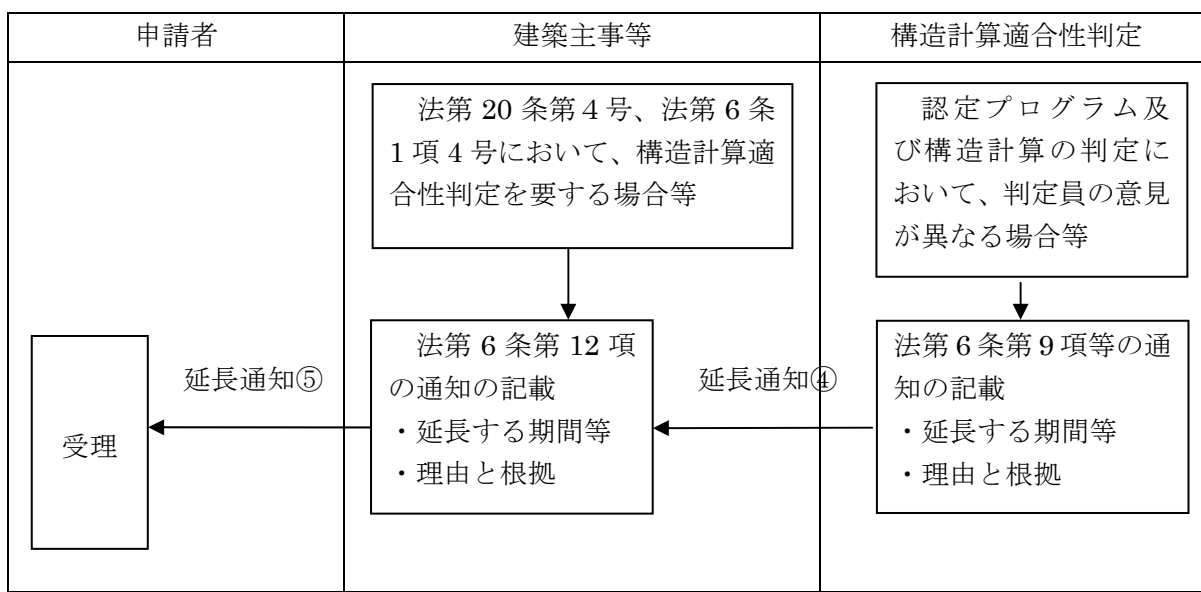 申請者
建築主事等
構造計算適合性判定
法第 20 条第 4 号、法第 6 条
1 項 4 号において、構造計算適
合性判定を要する場合等
認定プログラム及
び構造計算の判定に
おいて、判定員の意見
が異なる場合等
受理
延長通知⑤
法第 6 条第 12 項
の通知の記載
・延長する期間等
・理由と根拠
延長通知④
法第 6 条第 9 項等の通
知の記載
・延長する期間等
・理由と根拠